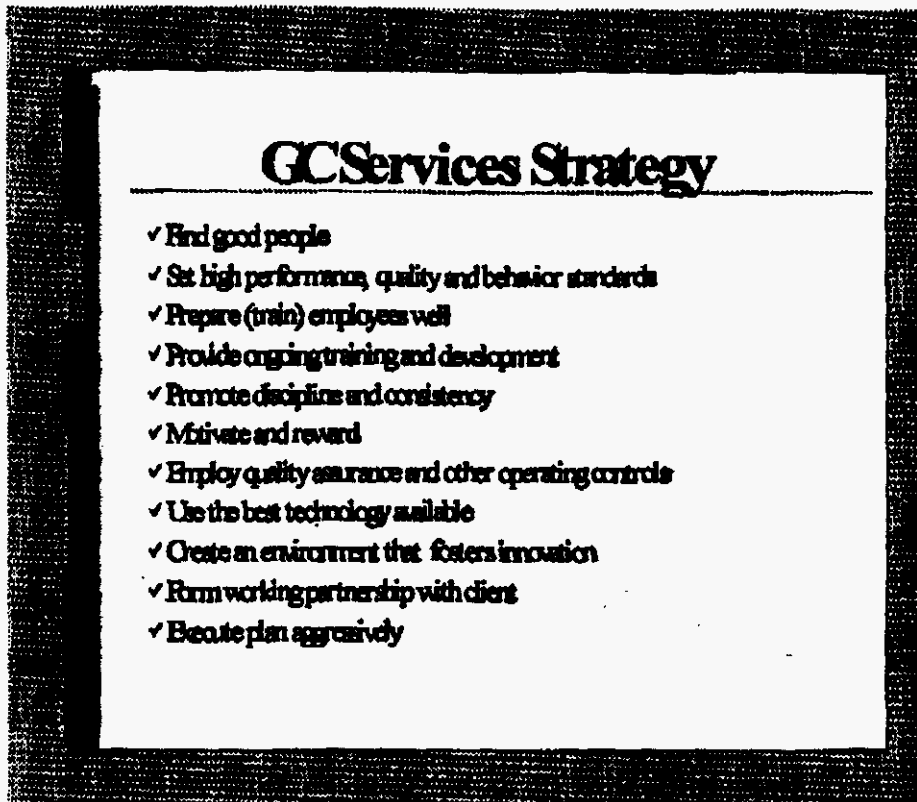 GC Services Strategy
✓ Find good people
✓ Set high performance, quality and behavior standards
✓ Prepare (train) employees well
✓ Provide ongoing training and development
✓ Promote discipline and consistency
✓ Motivate and reward
✓ Employ quality assurance and other operating controls
✓ Use the best technology available
✓ Create an environment that fosters innovation
✓ Form working partnership with client
✓ Execute plan aggressively